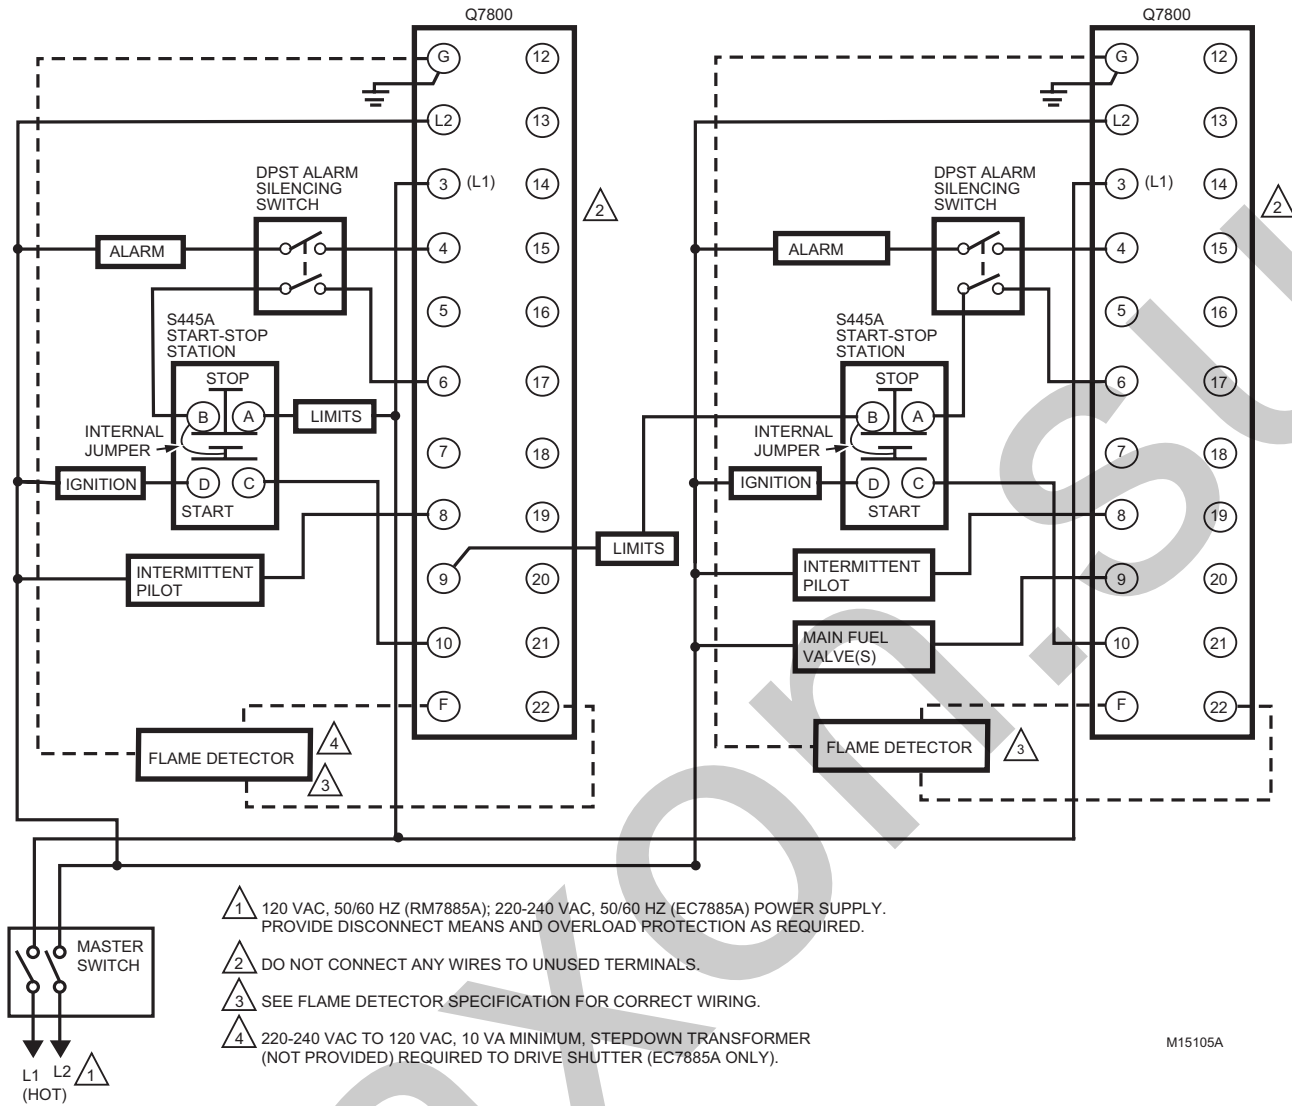 Q7800
G
12
L2
13
3
(L1)
14
DPST ALARM
SILENCING
SWITCH
2
ALARM
4
15
5
16
S445A
START-STOP
STATION
STOP
6
17
B
A
LIMITS
INTERNAL
JUMPER
7
18
IGNITION
D
C
START
8
19
INTERMITTENT
PILOT
9
20
10
21
F
22
FLAME DETECTOR
4
3
LIMITS
Q7800
G
12
L2
13
3
(L1)
14
DPST ALARM
SILENCING
SWITCH
2
ALARM
4
15
5
16
S445A
START-STOP
STATION
STOP
6
17
B
A
INTERNAL
JUMPER
7
18
IGNITION
D
C
START
8
19
INTERMITTENT
PILOT
9
20
MAIN FUEL
VALVE(S)
10
21
F
22
FLAME DETECTOR
3
MASTER
SWITCH
L1
(HOT)
L2
1
1 120 VAC, 50/60 HZ (RM7885A); 220-240 VAC, 50/60 HZ (EC7885A) POWER SUPPLY.
PROVIDE DISCONNECT MEANS AND OVERLOAD PROTECTION AS REQUIRED.
2 DO NOT CONNECT ANY WIRES TO UNUSED TERMINALS.
3 SEE FLAME DETECTOR SPECIFICATION FOR CORRECT WIRING.
4 220-240 VAC TO 120 VAC, 10 VA MINIMUM, STEPDOWN TRANSFORMER
(NOT PROVIDED) REQUIRED TO DRIVE SHUTTER (EC7885A ONLY).
M15105A
xon.su